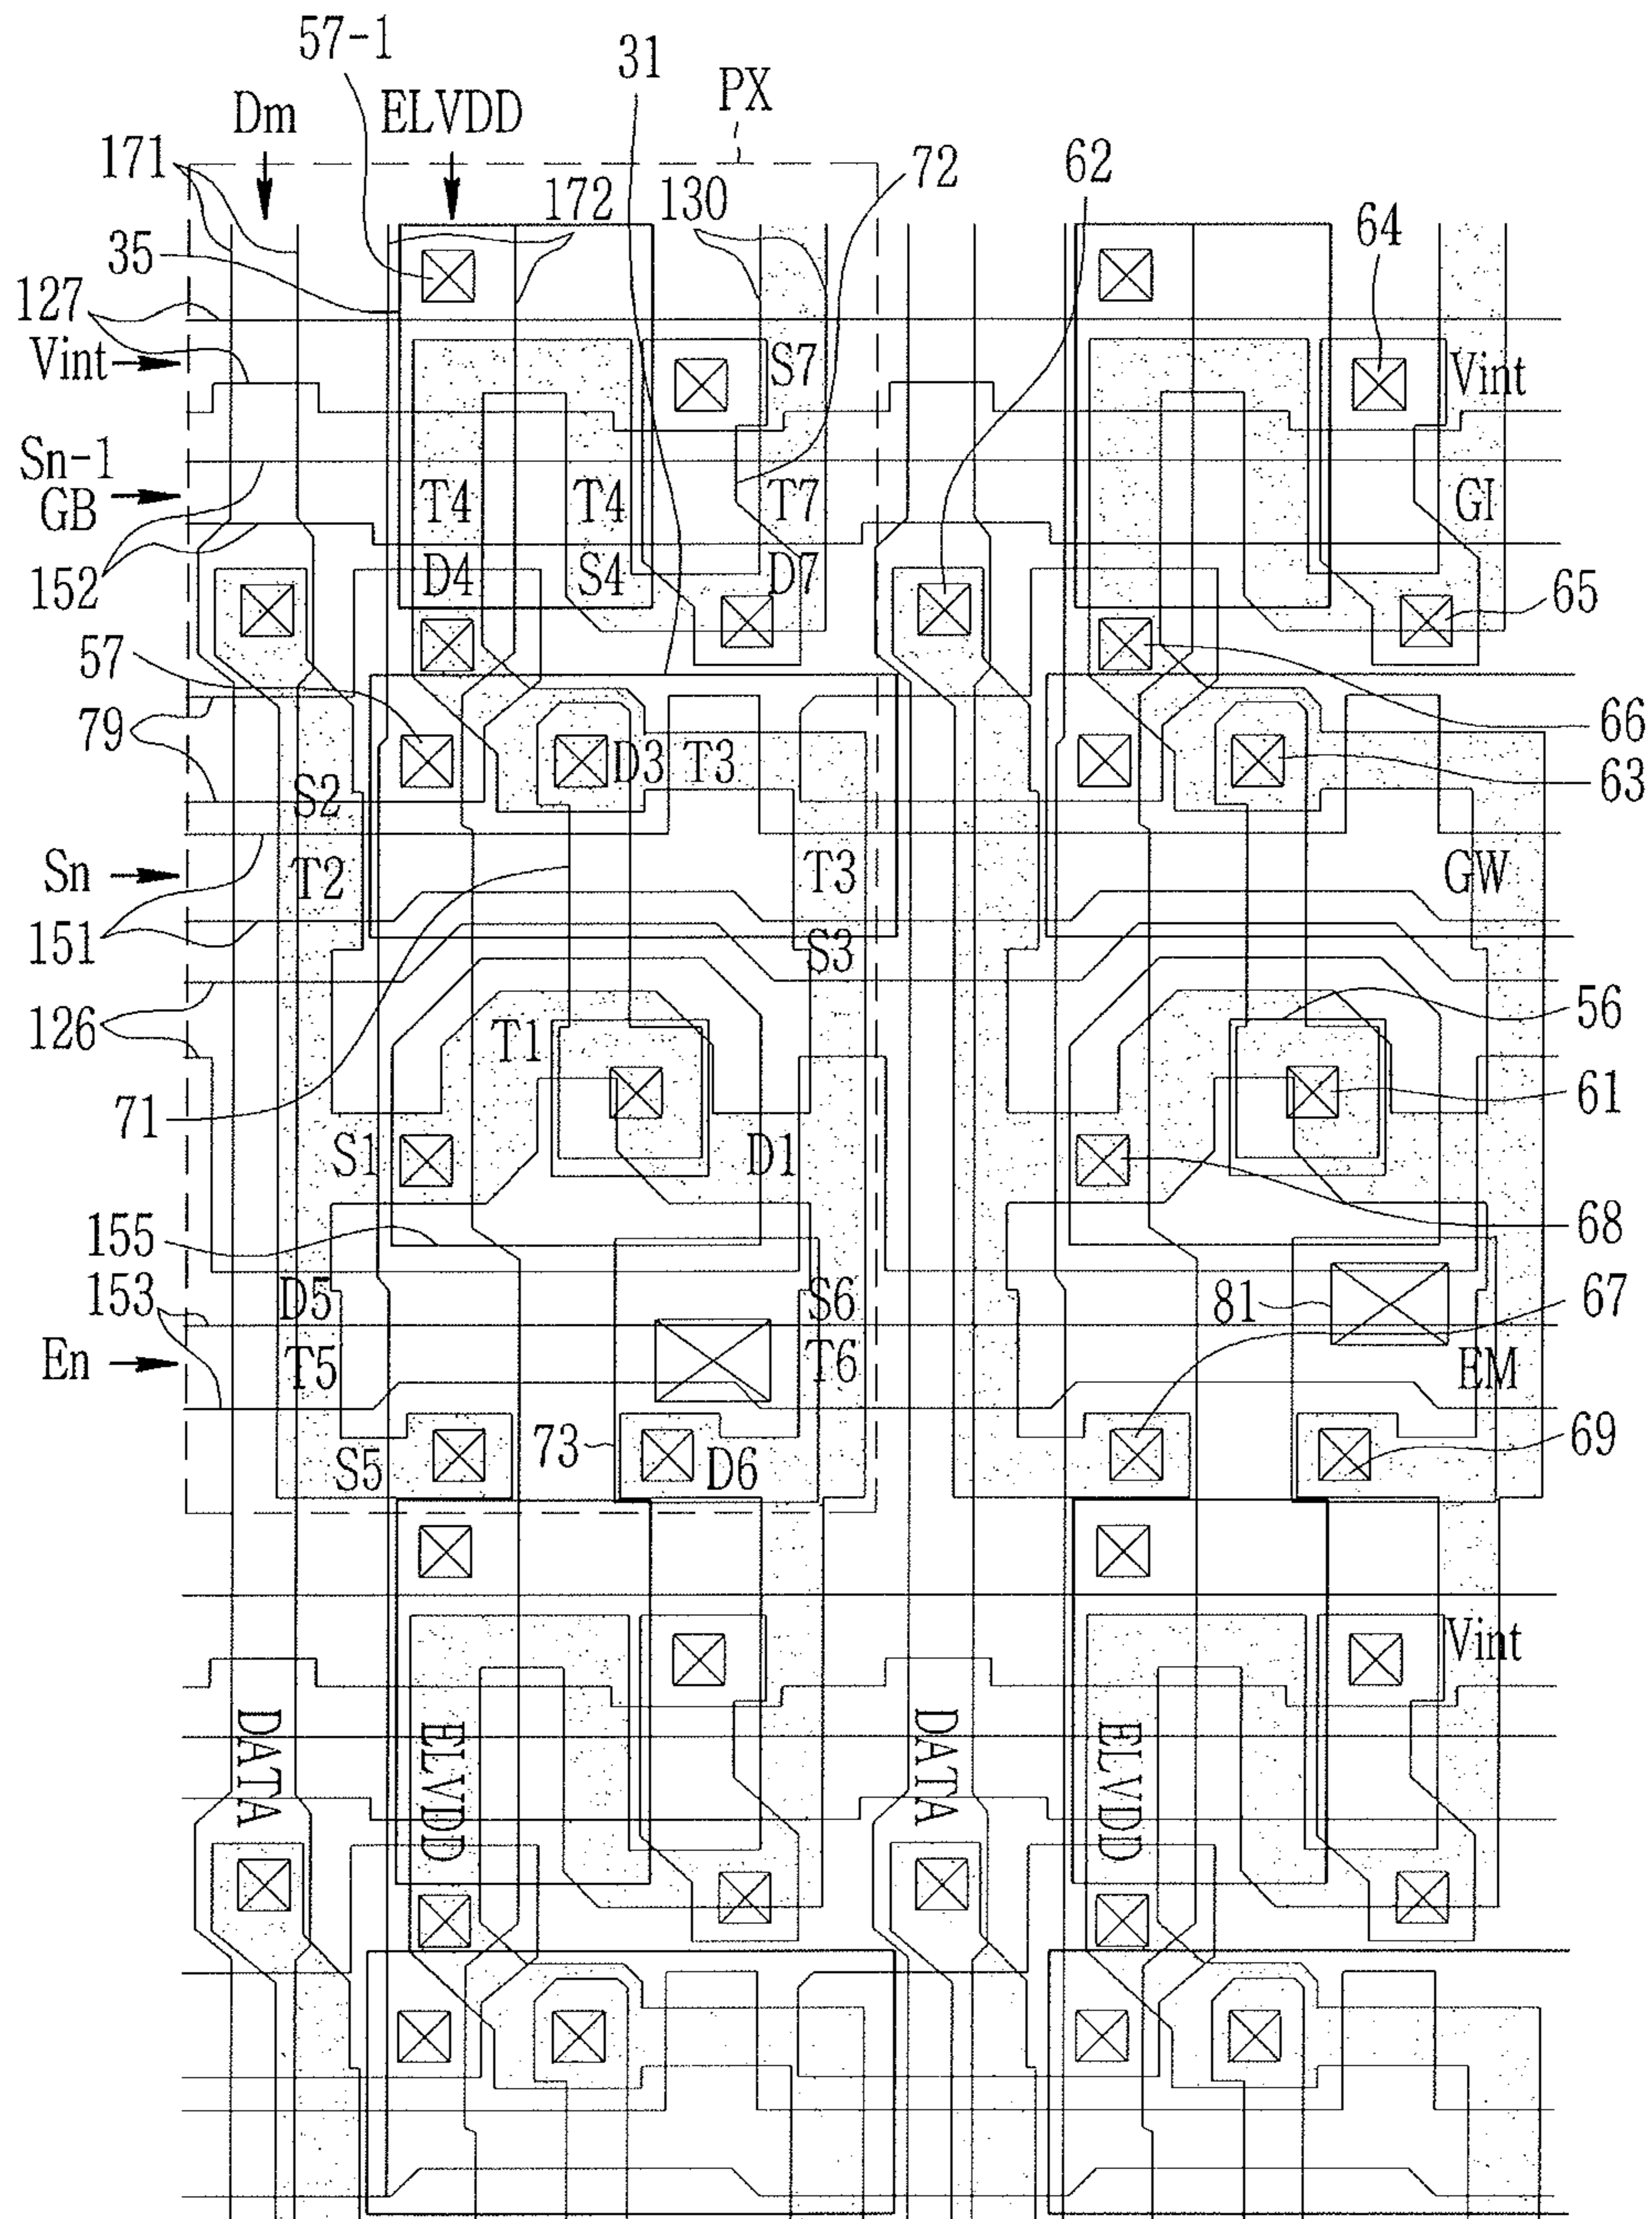 57-1
31
PX
Dm
ELVDD
171
172
130
72
62
35
64
127
Vint
S7
Vint
Sn-1
GB
T4
T4
T7
GI
152
D4
S4
D7
65
57
79
66
D3
T3
63
S2
Sn
T2
T3
GW
151
S3
126
T1
56
71
61
S1
D1
155
68
153
D5
S6
81
67
En
T5
T6
EM
73
S5
D6
69
Vint
DATA
ELVDD
DATA
ELVDD